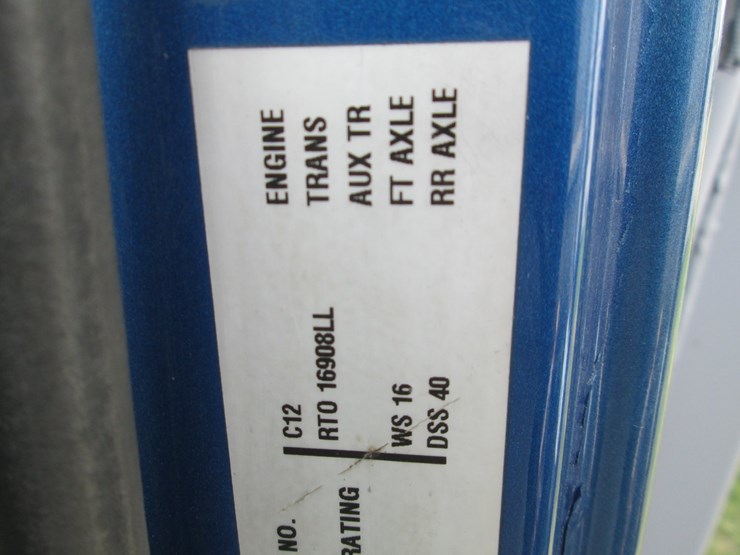 NO. C12 ENGINE
RTO 16908LL TRANS
RATING AUX TR
WS 16 FT AXLE
DSS 40 RR AXLE